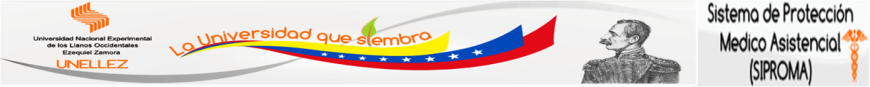 Universidad Nacional Experimental
de los Llanos Occidentales
Ezequiel Zamora
UNELLEZ
La Universidad que siembra
Sistema de Protección
Medico Asistencial
(SIPROMA)